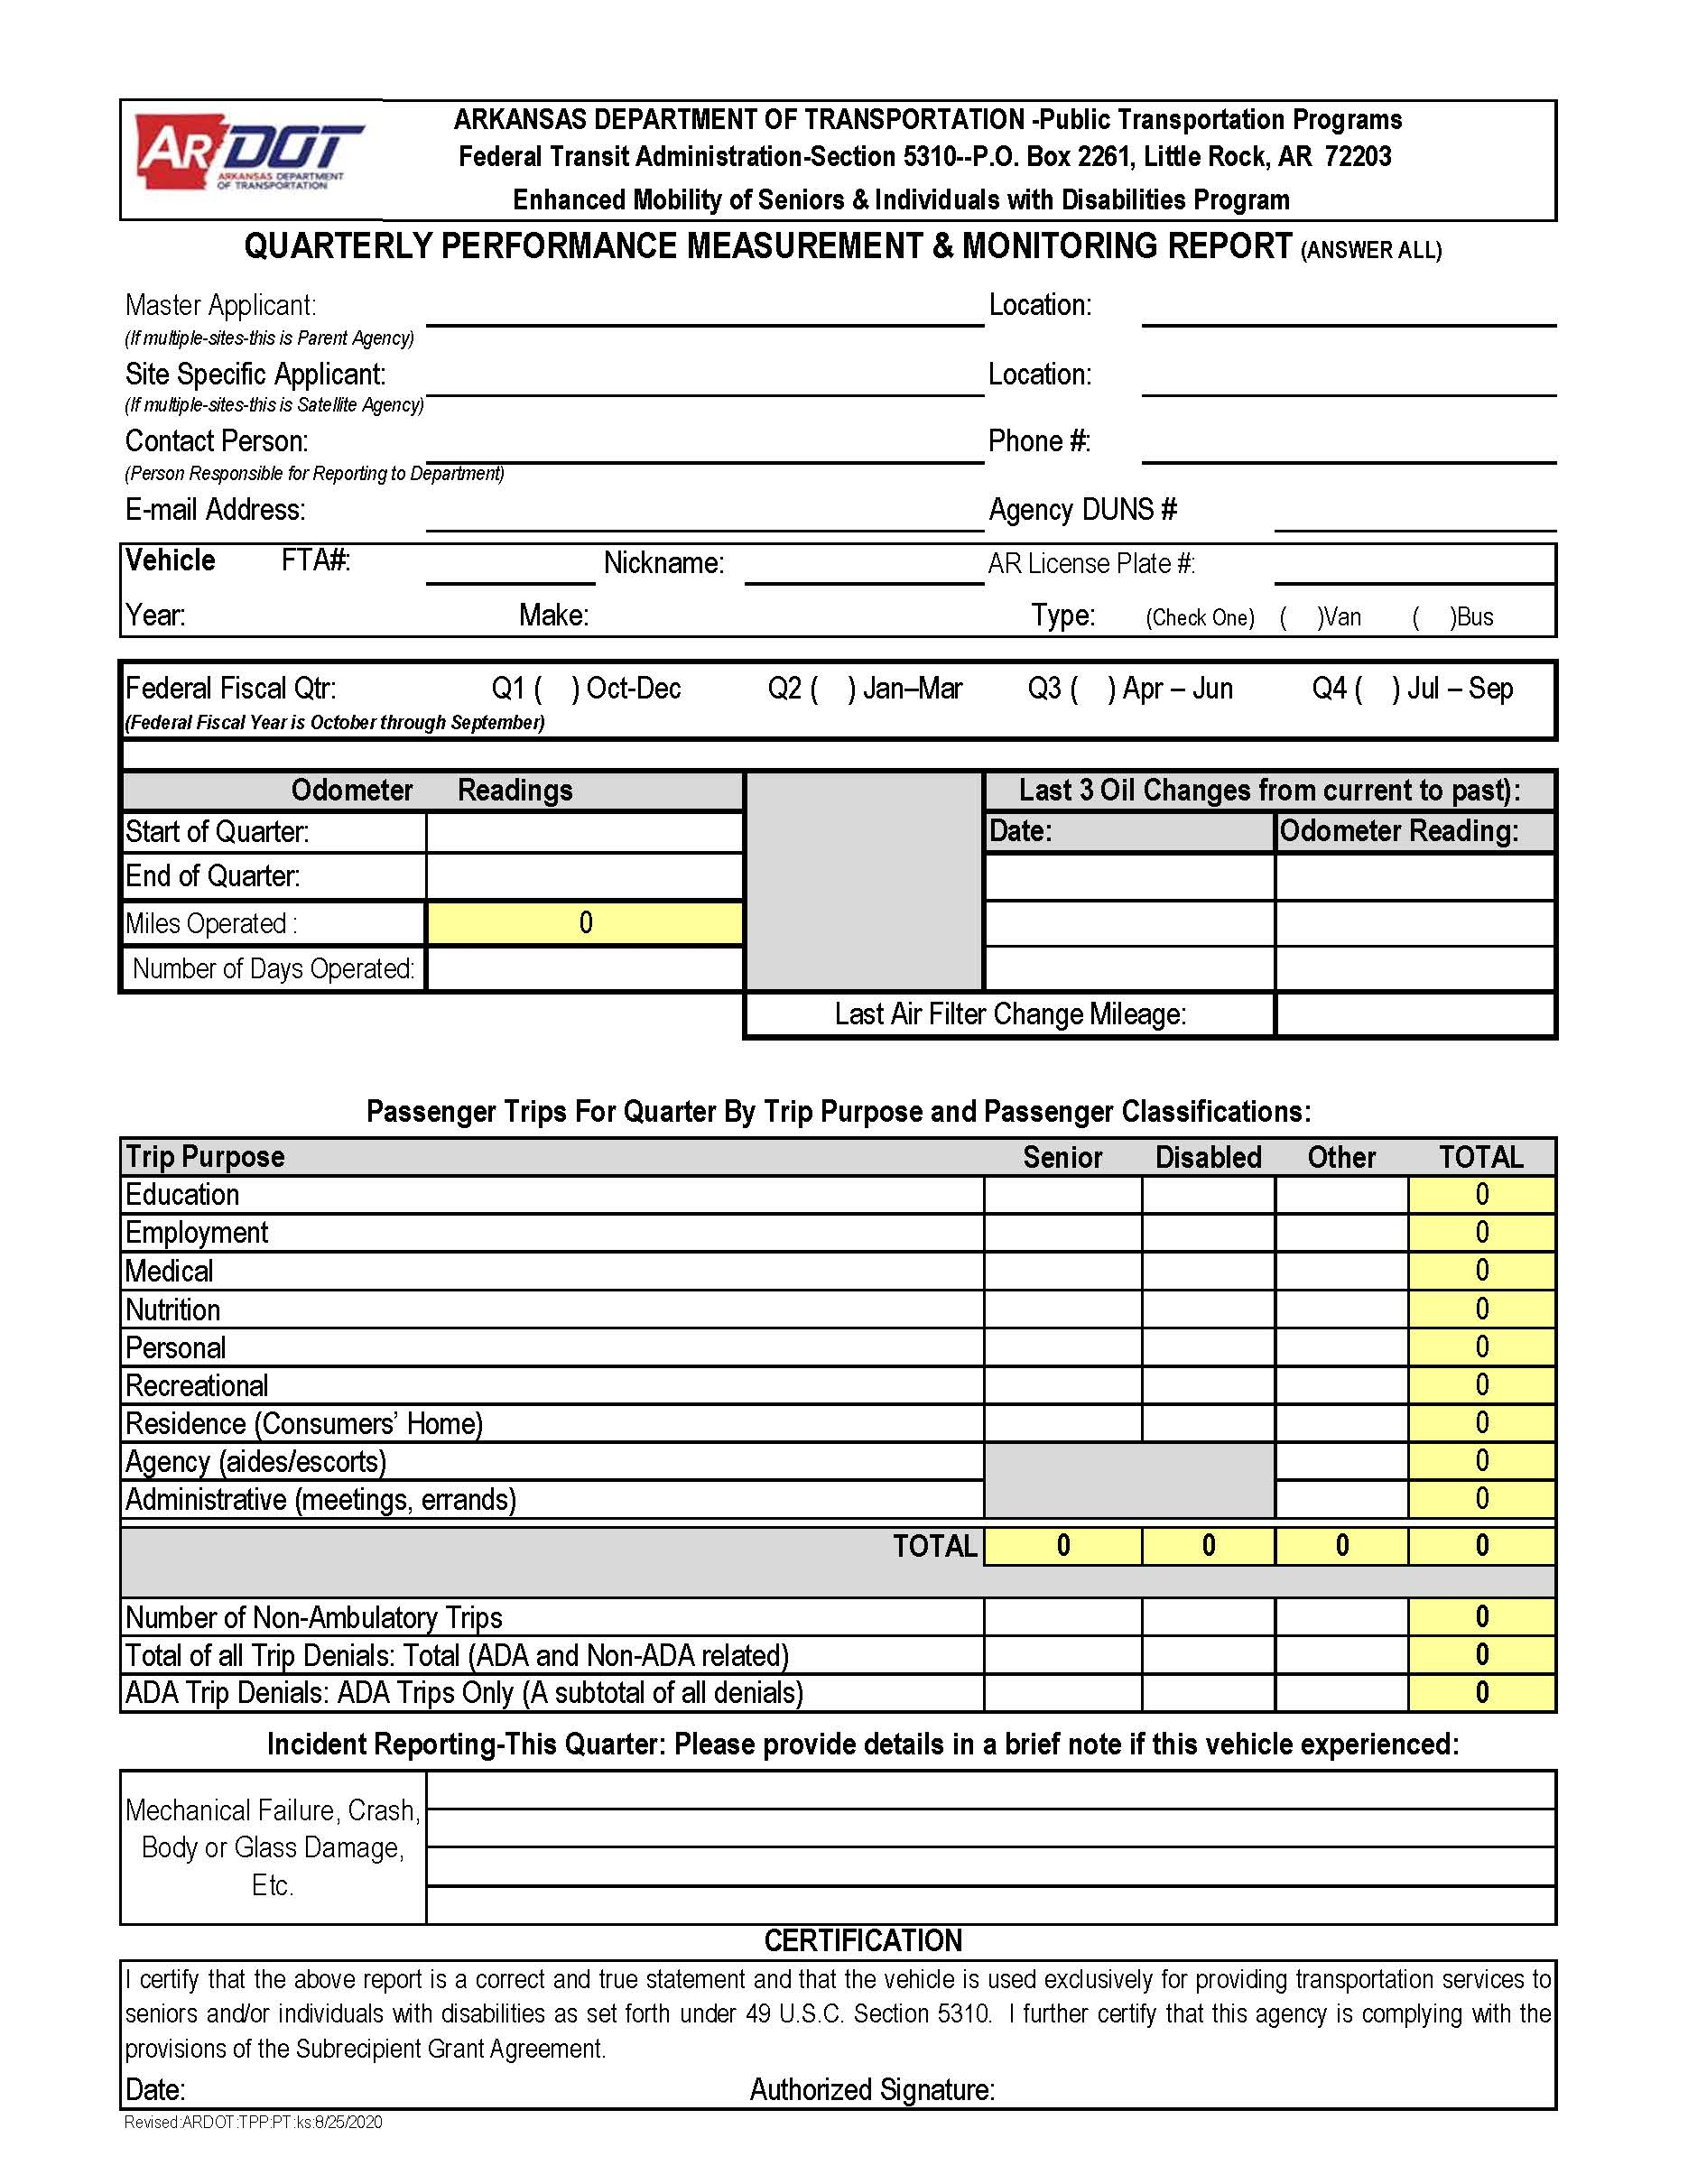 ARDOT
ARKANSAS DEPARTMENT
OF TRANSPORTATION
ARKANSAS DEPARTMENT OF TRANSPORTATION -Public Transportation Programs
Federal Transit Administration-Section 5310--P.O. Box 2261, Little Rock, AR 72203
Enhanced Mobility of Seniors & Individuals with Disabilities Program
QUARTERLY PERFORMANCE MEASUREMENT & MONITORING REPORT (ANSWER ALL)
Master Applicant: Location:
(If multiple-sites-this is Parent Agency)
Site Specific Applicant: Location:
(If multiple-sites-this is Satellite Agency)
Contact Person: Phone #:
(Person Responsible for Reporting to Department)
E-mail Address: Agency DUNS #
Vehicle FTA#: Nickname: AR License Plate #:
Year: Make: Type: (Check One) ( )Van ( )Bus
Federal Fiscal Qtr: Q1 ( ) Oct-Dec Q2 ( ) Jan–Mar Q3 ( ) Apr – Jun Q4 ( ) Jul – Sep
(Federal Fiscal Year is October through September)
Odometer Readings Last 3 Oil Changes from current to past):
Start of Quarter: Date: Odometer Reading:
End of Quarter:
Miles Operated : 0
Number of Days Operated:
Last Air Filter Change Mileage:
Passenger Trips For Quarter By Trip Purpose and Passenger Classifications:
Trip Purpose Senior Disabled Other TOTAL
Education 0
Employment 0
Medical 0
Nutrition 0
Personal 0
Recreational 0
Residence (Consumers’ Home) 0
Agency (aides/escorts) 0
Administrative (meetings, errands) 0
TOTAL 0 0 0 0
Number of Non-Ambulatory Trips 0
Total of all Trip Denials: Total (ADA and Non-ADA related) 0
ADA Trip Denials: ADA Trips Only (A subtotal of all denials) 0
Incident Reporting-This Quarter: Please provide details in a brief note if this vehicle experienced:
Mechanical Failure, Crash,
Body or Glass Damage,
Etc.
CERTIFICATION
I certify that the above report is a correct and true statement and that the vehicle is used exclusively for providing transportation services to
seniors and/or individuals with disabilities as set forth under 49 U.S.C. Section 5310. I further certify that this agency is complying with the
provisions of the Subrecipient Grant Agreement.
Date: Authorized Signature:
Revised:ARDOT:TPP:PT:ks:8/25/2020